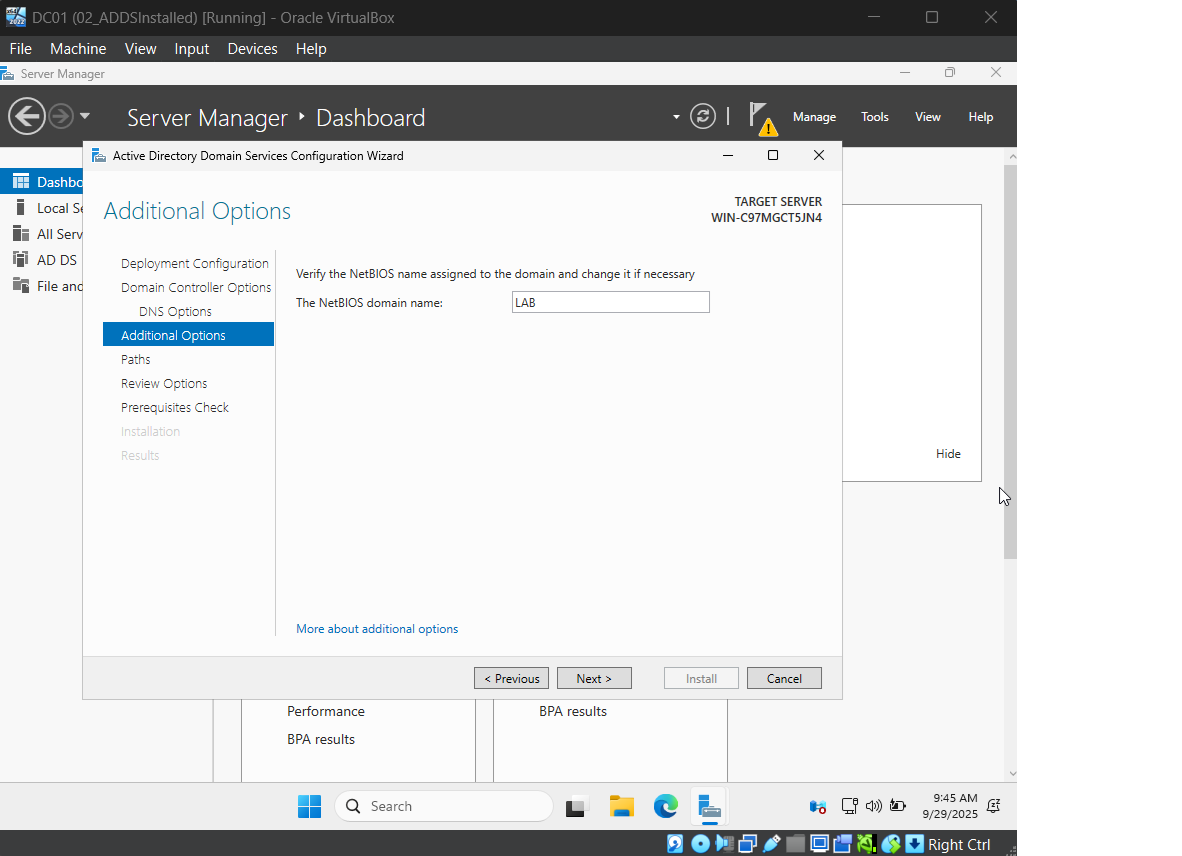 DC01 (02_ADDSInstalled) [Running] - Oracle VirtualBox
File Machine View Input Devices Help
Server Manager
Server Manager Dashboard
Manage Tools View Help
Active Directory Domain Services Configuration Wizard
Dashbo
Local Se
All Serv
AD DS
File and
Additional Options
TARGET SERVER
WIN-C97MGCT5JN4
Deployment Configuration
Domain Controller Options
DNS Options
Additional Options
Paths
Review Options
Prerequisites Check
Installation
Results
Verify the NetBIOS name assigned to the domain and change it if necessary
The NetBIOS domain name: LAB
More about additional options
Hide
< Previous Next > Install Cancel
Performance
BPA results
BPA results
Search
9:45 AM
9/29/2025
Right Ctrl